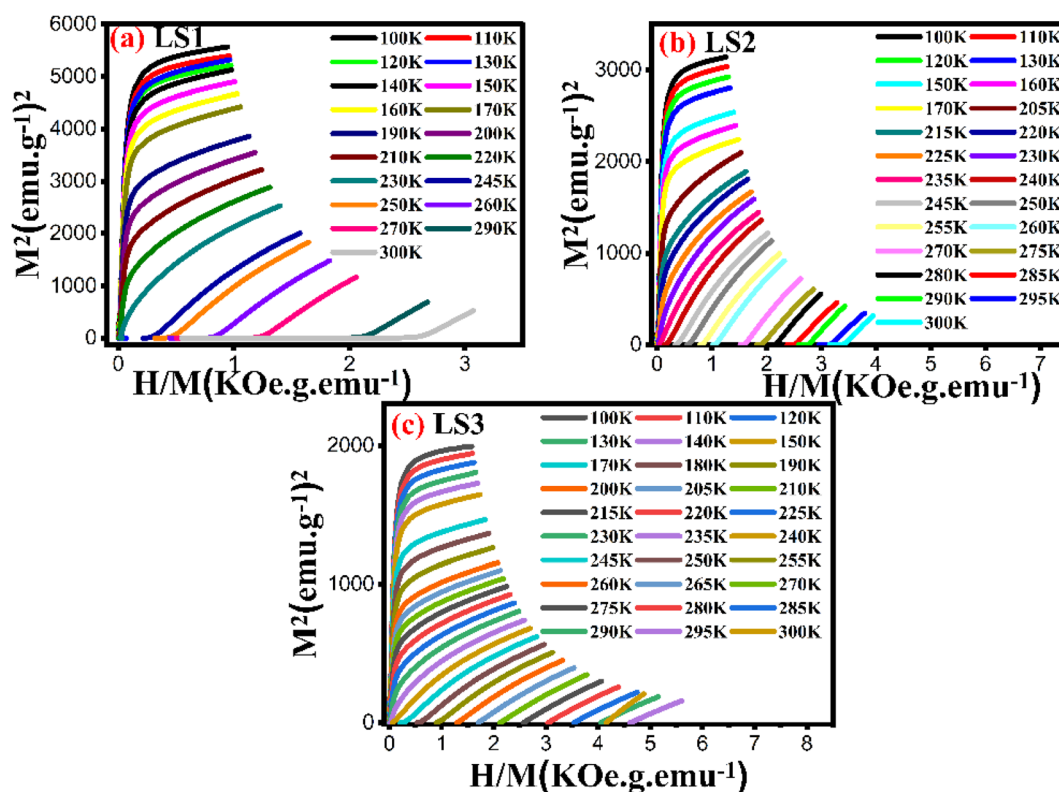 (a) LS1
M²(emu.g⁻¹)²
6000
5000
4000
3000
2000
1000
0
100K 110K
120K 130K
140K 150K
160K 170K
190K 200K
210K 220K
230K 245K
250K 260K
270K 290K
300K
0 1 2 3
H/M(KOe.g.emu⁻¹)
(b) LS2
M²(emu.g⁻¹)²
3000
2000
1000
0
100K 110K
120K 130K
150K 160K
170K 205K
215K 220K
225K 230K
235K 240K
245K 250K
255K 260K
270K 275K
280K 285K
290K 295K
300K
0 1 2 3 4 5 6 7
H/M(KOe.g.emu⁻¹)
(c) LS3
M²(emu.g⁻¹)²
2000
1000
0
100K 110K 120K
130K 140K 150K
170K 180K 190K
200K 205K 210K
215K 220K 225K
230K 235K 240K
245K 250K 255K
260K 265K 270K
275K 280K 285K
290K 295K 300K
0 1 2 3 4 5 6 7 8
H/M(KOe.g.emu⁻¹)